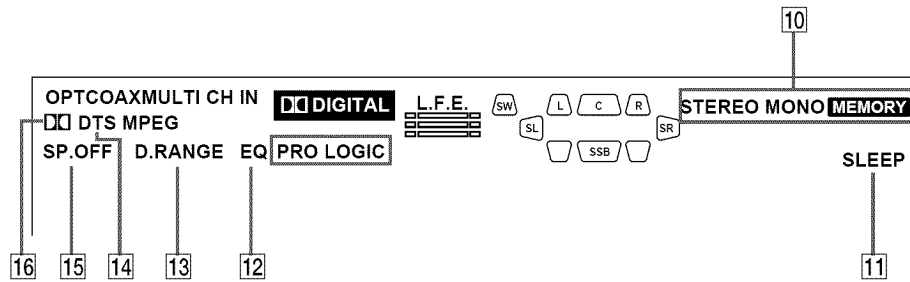 10
OPTCOAXMULTI CH IN
DIGITAL
L.F.E.
SW L C R
STEREO MONO MEMORY
DTS MPEG
SL SR
SP.OFF D.RANGE EQ PRO LOGIC
SSB
SLEEP
16 15 14 13 12 11